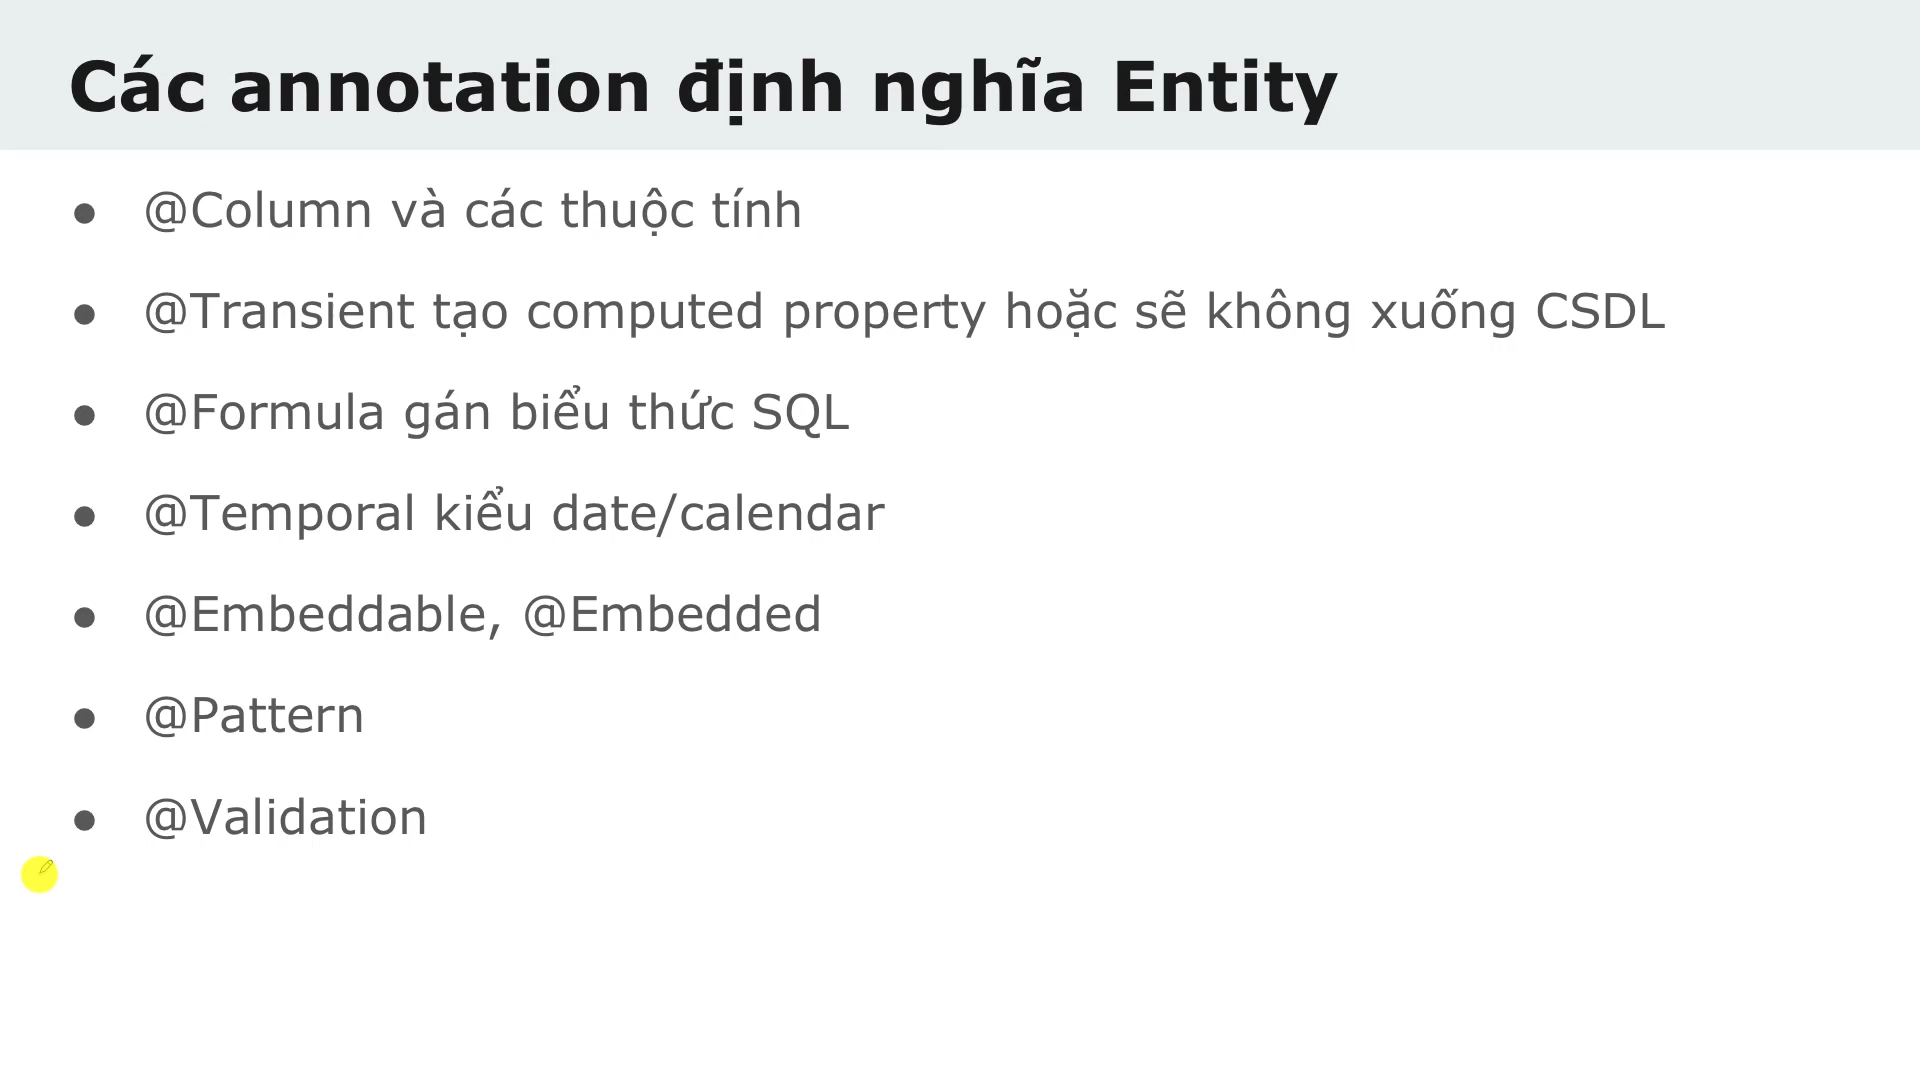 Các annotation định nghĩa Entity
● @Column và các thuộc tính
● @Transient tạo computed property hoặc sẽ không xuống CSDL
● @Formula gán biểu thức SQL
● @Temporal kiểu date/calendar
● @Embeddable, @Embedded
● @Pattern
● @Validation